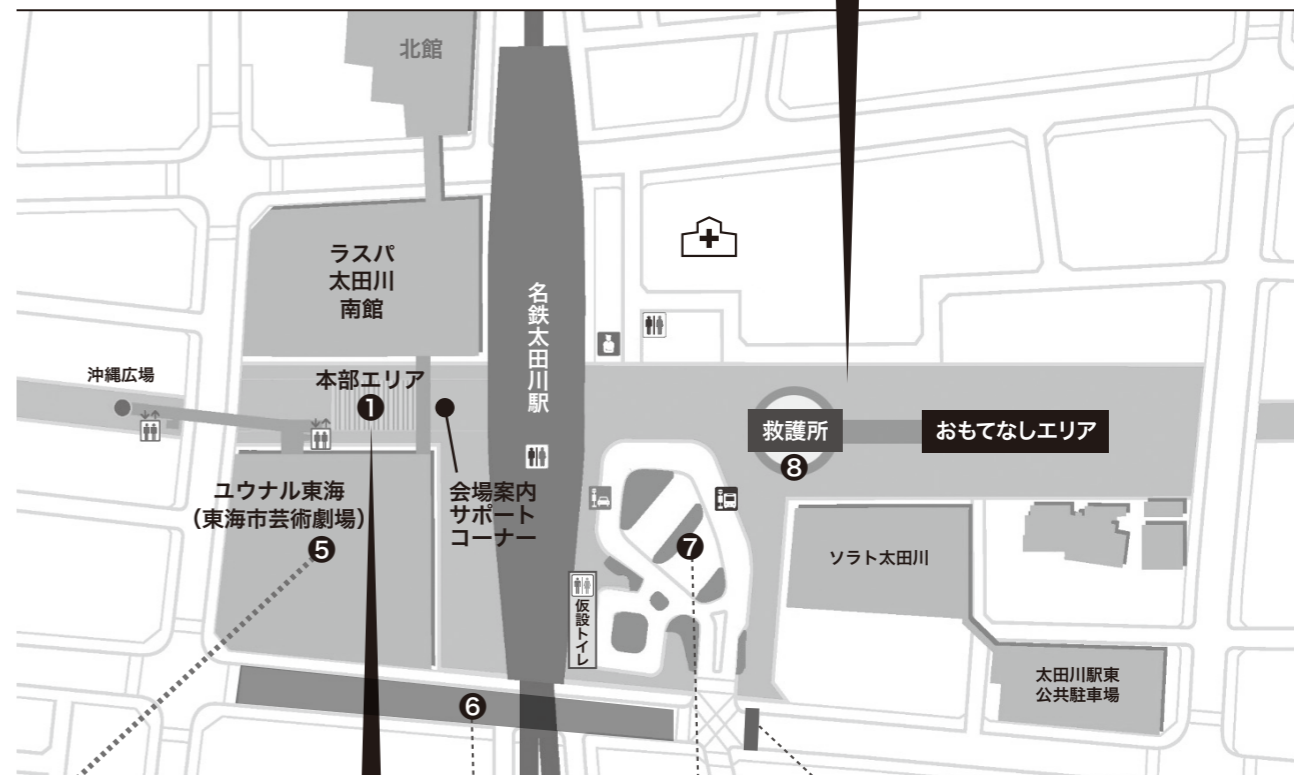 北館
ラスパ
太田川
南館
名鉄太田川駅
沖縄広場
本部エリア
❶
救護所
❽
おもてなしエリア
ユウナル東海
（東海市芸術劇場）
❺
会場案内
サポート
コーナー
❼
ソラト太田川
仮設トイレ
太田川駅東
公共駐車場
❻